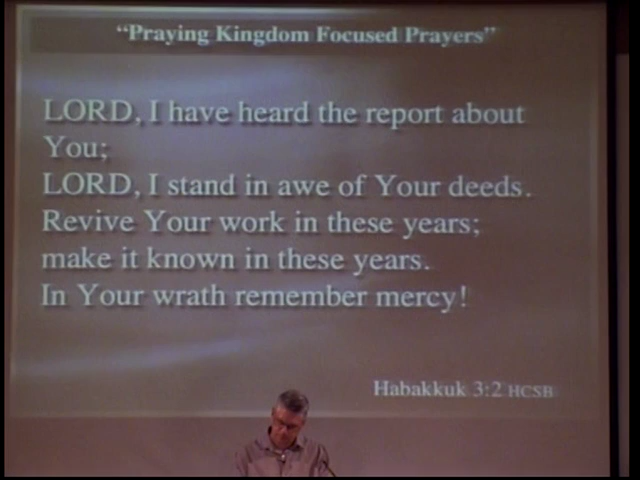 “Praying Kingdom Focused Prayers”
LORD, I have heard the report about
You;
LORD, I stand in awe of Your deeds.
Revive Your work in these years;
make it known in these years.
In Your wrath remember mercy!
Habakkuk 3:2 HCSB